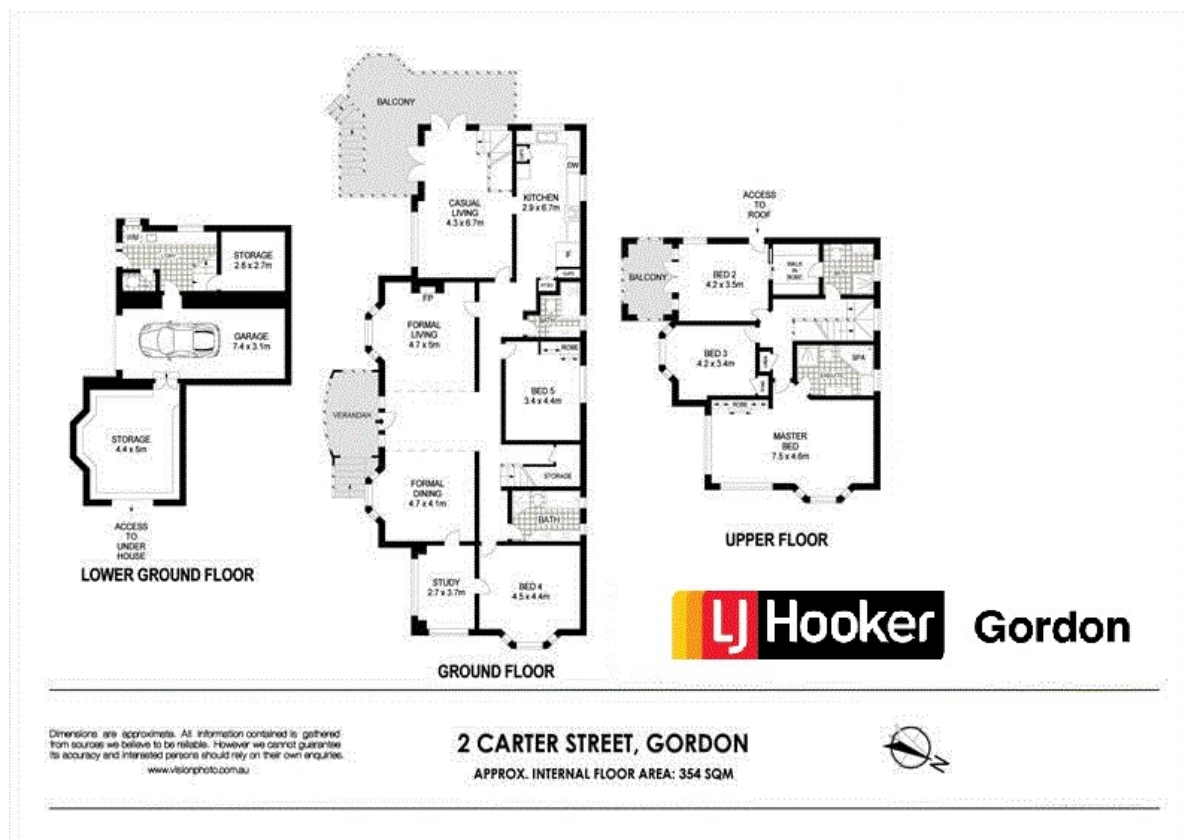 BALCONY
CASUAL
LIVING
4.3 x 6.7m
KITCHEN
2.9 x 6.7m
DW
F
WM
STORAGE
2.6 x 2.7m
GARAGE
7.4 x 3.1m
STORAGE
4.4 x 5m
ACCESS
TO
UNDER
HOUSE
LOWER GROUND FLOOR
FP
FORMAL
LIVING
4.7 x 5m
BATH
ROBE
BED 5
3.4 x 4.4m
VERANDAH
FORMAL
DINING
4.7 x 4.1m
STORAGE
BATH
STUDY
2.7 x 3.7m
BED 4
4.5 x 4.4m
GROUND FLOOR
ACCESS
TO
ROOF
BALCONY
BED 2
4.2 x 3.5m
WALK
IN
ROBE
BATH
BED 3
4.2 x 3.4m
SPA
ENSUITE
ROBE
MASTER
BED
7.5 x 4.6m
UPPER FLOOR
LJ Hooker Gordon
Dimensions are approximate. All information contained is gathered
from sources we believe to be reliable. However we cannot guarantee
its accuracy and interested persons should rely on their own enquiries.
www.visionphoto.com.au
2 CARTER STREET, GORDON
APPROX. INTERNAL FLOOR AREA: 354 SQM
N